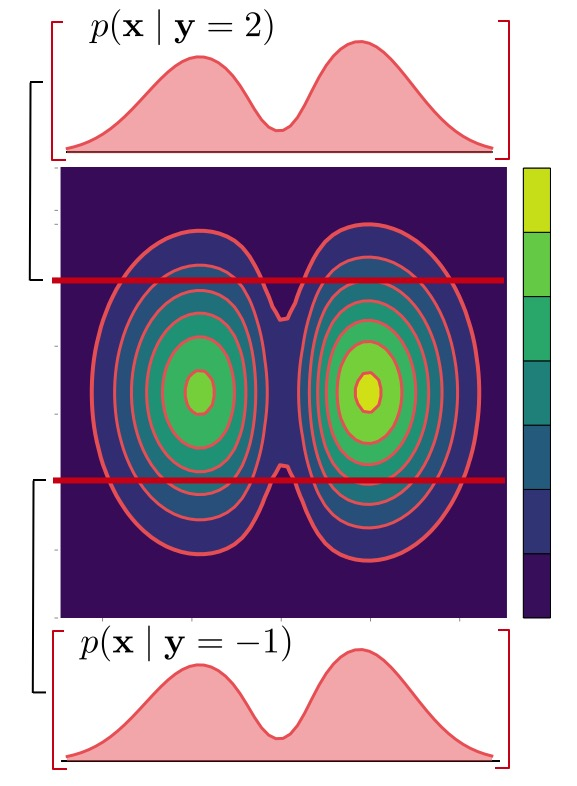 p(x | y = 2)
p(x | y = −1)